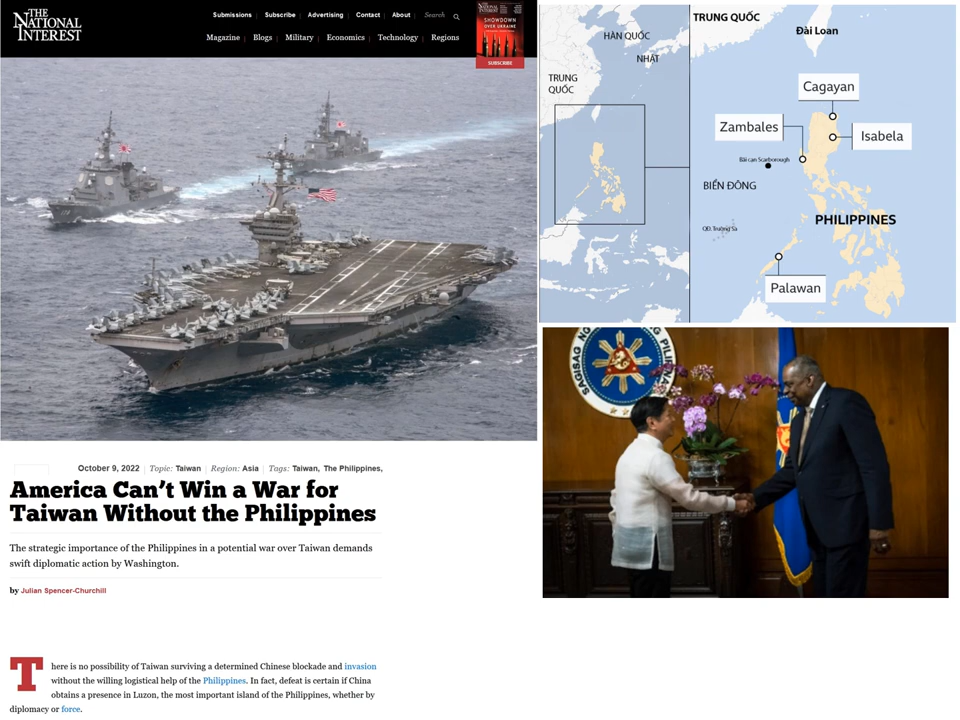 THE
NATIONAL
INTEREST
Submissions Subscribe Advertising Contact About Search
Magazine Blogs Military Economics Technology Regions
SHOWDOWN
OVER UKRAINE
SUBSCRIBE
October 9, 2022 Topic: Taiwan Region: Asia Tags: Taiwan, The Philippines,
America Can’t Win a War for
Taiwan Without the Philippines
The strategic importance of the Philippines in a potential war over Taiwan demands
swift diplomatic action by Washington.
by Julian Spencer-Churchill
There is no possibility of Taiwan surviving a determined Chinese blockade and invasion
without the willing logistical help of the Philippines. In fact, defeat is certain if China
obtains a presence in Luzon, the most important island of the Philippines, whether by
diplomacy or force.
HÀN QUỐC
NHẬT
TRUNG
QUỐC
TRUNG QUỐC
Đài Loan
Cagayan
Zambales
Isabela
Bãi cạn Scarborough
BIỂN ĐÔNG
PHILIPPINES
QĐ. Trường Sa
Palawan
SAGISAG NG PILIPINAS